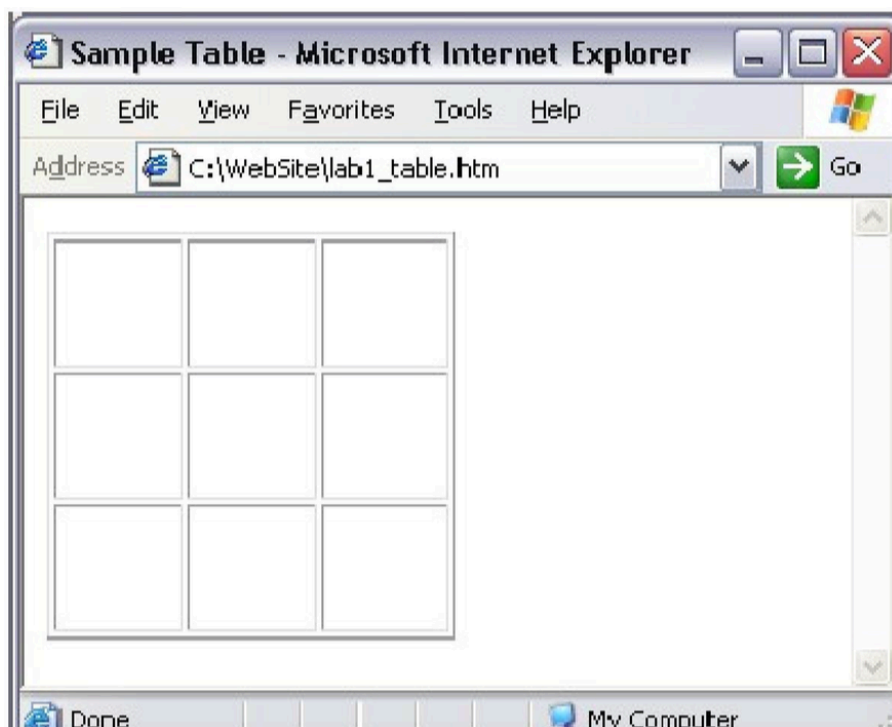 Sample Table - Microsoft Internet Explorer
File Edit View Favorites Tools Help
Address C:\WebSite\lab1_table.htm Go
Done My Computer